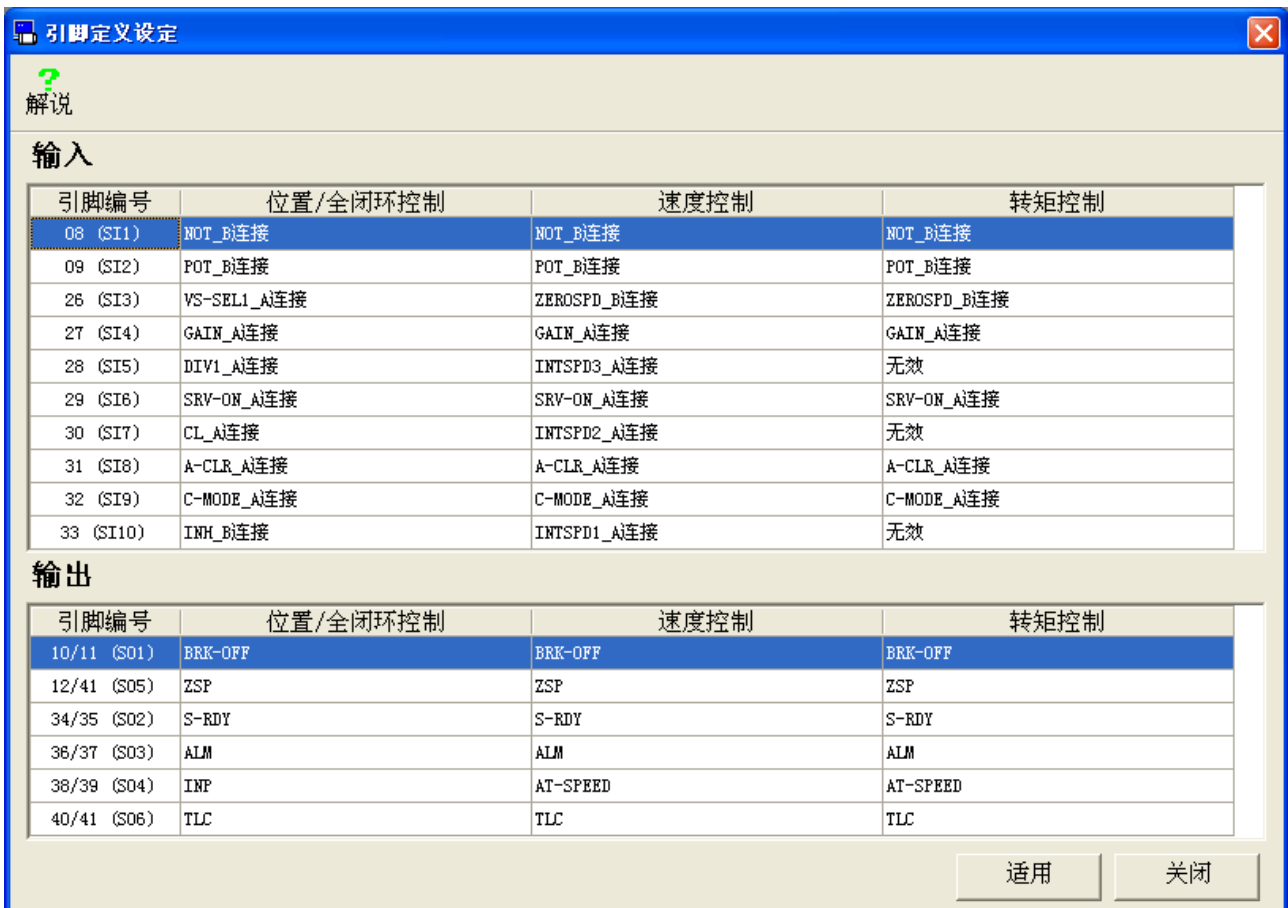 引脚定义设定
?
解说
输入
引脚编号 位置/全闭环控制 速度控制 转矩控制
08 (SI1) NOT_B连接 NOT_B连接 NOT_B连接
09 (SI2) POT_B连接 POT_B连接 POT_B连接
26 (SI3) VS-SEL1_A连接 ZEROSPD_B连接 ZEROSPD_B连接
27 (SI4) GAIN_A连接 GAIN_A连接 GAIN_A连接
28 (SI5) DIV1_A连接 INTSPD3_A连接 无效
29 (SI6) SRV-ON_A连接 SRV-ON_A连接 SRV-ON_A连接
30 (SI7) CL_A连接 INTSPD2_A连接 无效
31 (SI8) A-CLR_A连接 A-CLR_A连接 A-CLR_A连接
32 (SI9) C-MODE_A连接 C-MODE_A连接 C-MODE_A连接
33 (SI10) INH_B连接 INTSPD1_A连接 无效
输出
引脚编号 位置/全闭环控制 速度控制 转矩控制
10/11 (SO1) BRK-OFF BRK-OFF BRK-OFF
12/41 (SO5) ZSP ZSP ZSP
34/35 (SO2) S-RDY S-RDY S-RDY
36/37 (SO3) ALM ALM ALM
38/39 (SO4) INP AT-SPEED AT-SPEED
40/41 (SO6) TLC TLC TLC
适用 关闭